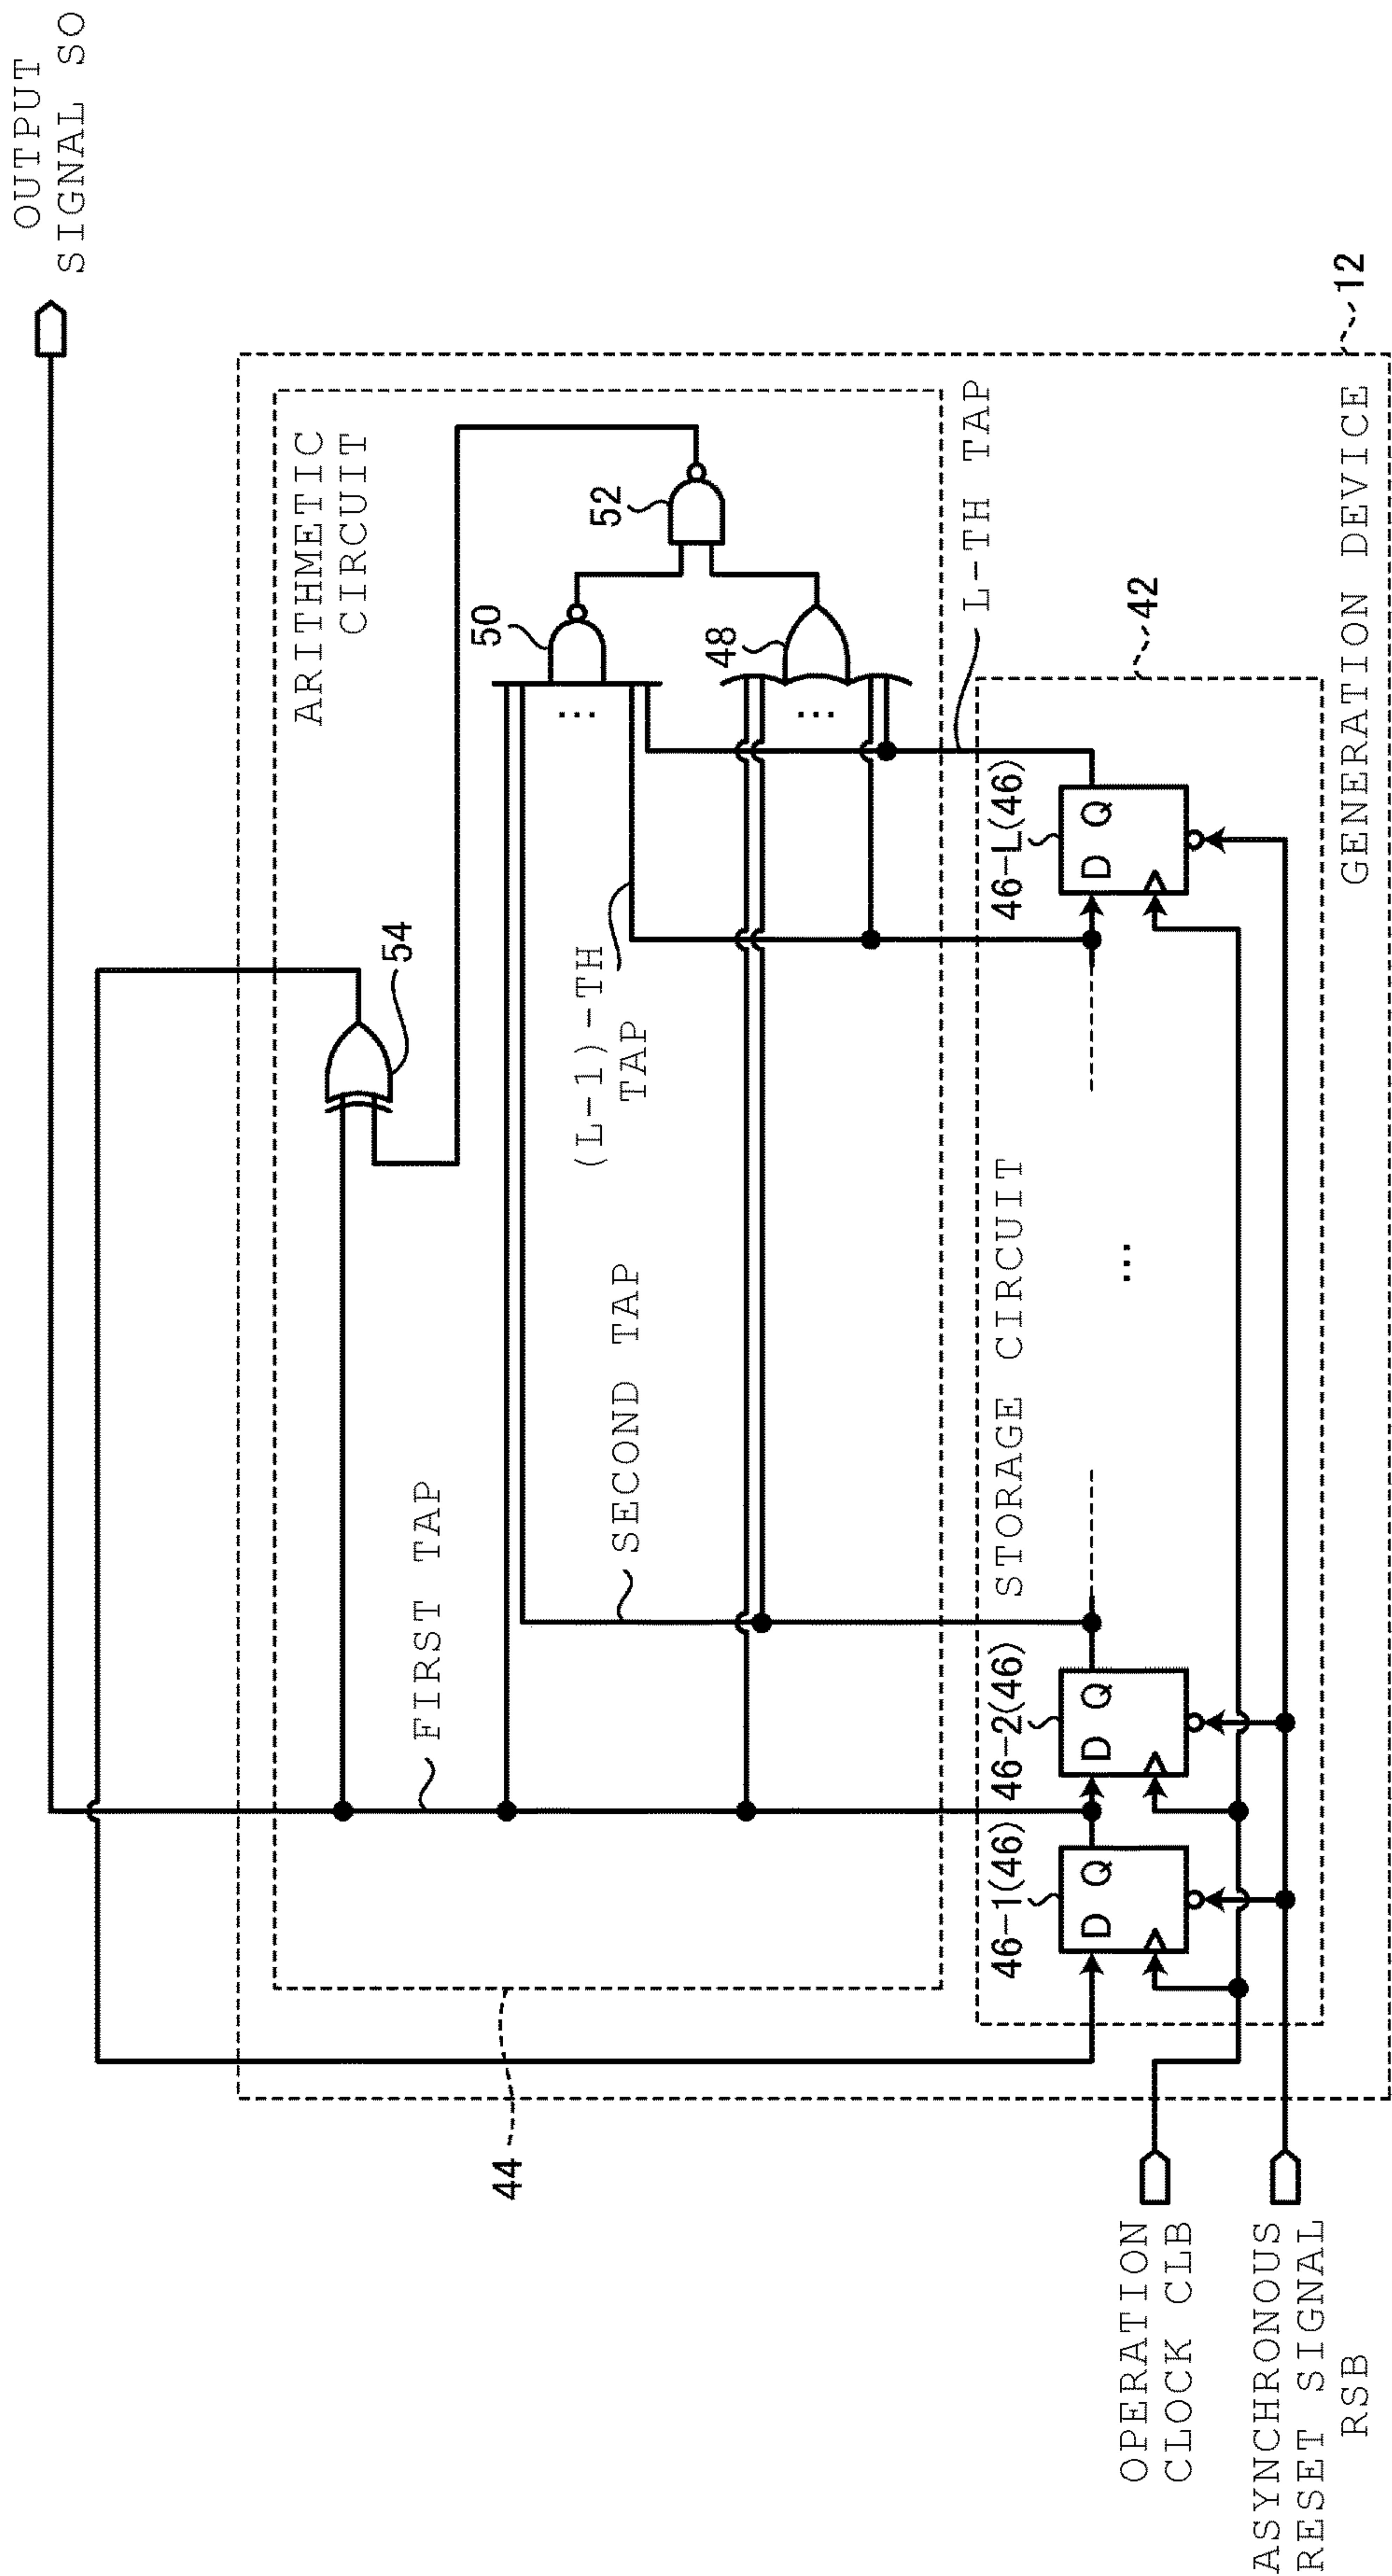 OUTPUT
SIGNAL SO
ARITHMETIC
CIRCUIT
54
50
52
48
FIRST TAP
SECOND TAP
(L-1)-TH
TAP
L-TH TAP
44
STORAGE CIRCUIT
...
...
...
42
46-1(46)
D Q
46-2(46)
D Q
46-L(46)
D Q
GENERATION DEVICE
12
OPERATION
CLOCK CLB
ASYNCHRONOUS
RESET SIGNAL
RSB